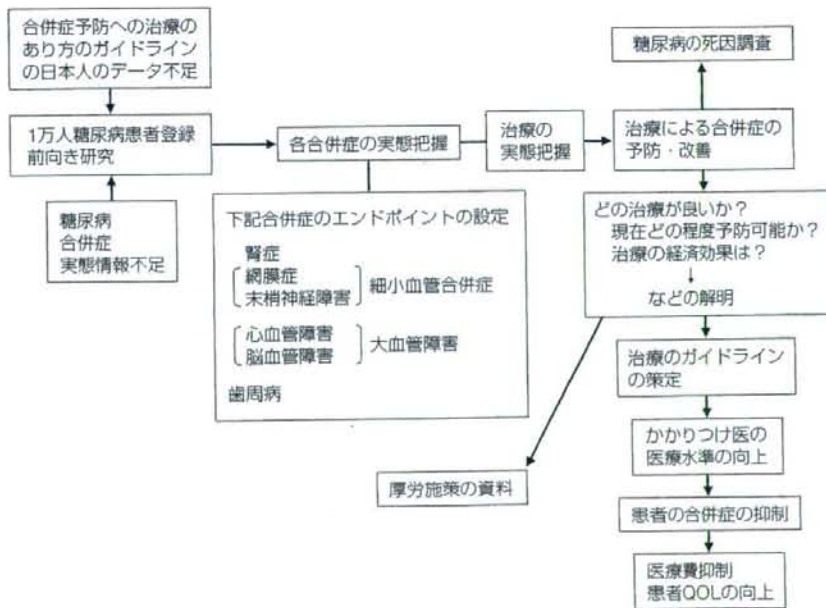 合併症予防への治療の
あり方のガイドライン
の日本人のデータ不足
1万人糖尿病患者登録
前向き研究
糖尿病
合併症
実態情報不足
各合併症の実態把握
治療の
実態把握
糖尿病の死因調査
治療による合併症の
予防・改善
下記合併症のエンドポイントの設定
腎症
網膜症
末梢神経障害
細小血管合併症
心血管障害
脳血管障害
大血管障害
歯周病
どの治療が良いか?
現在どの程度予防可能か?
治療の経済効果は?
↓
などの解明
治療のガイドライン
の策定
かかりつけ医の
医療水準の向上
厚労施策の資料
患者の合併症の抑制
医療費抑制
患者QOLの向上